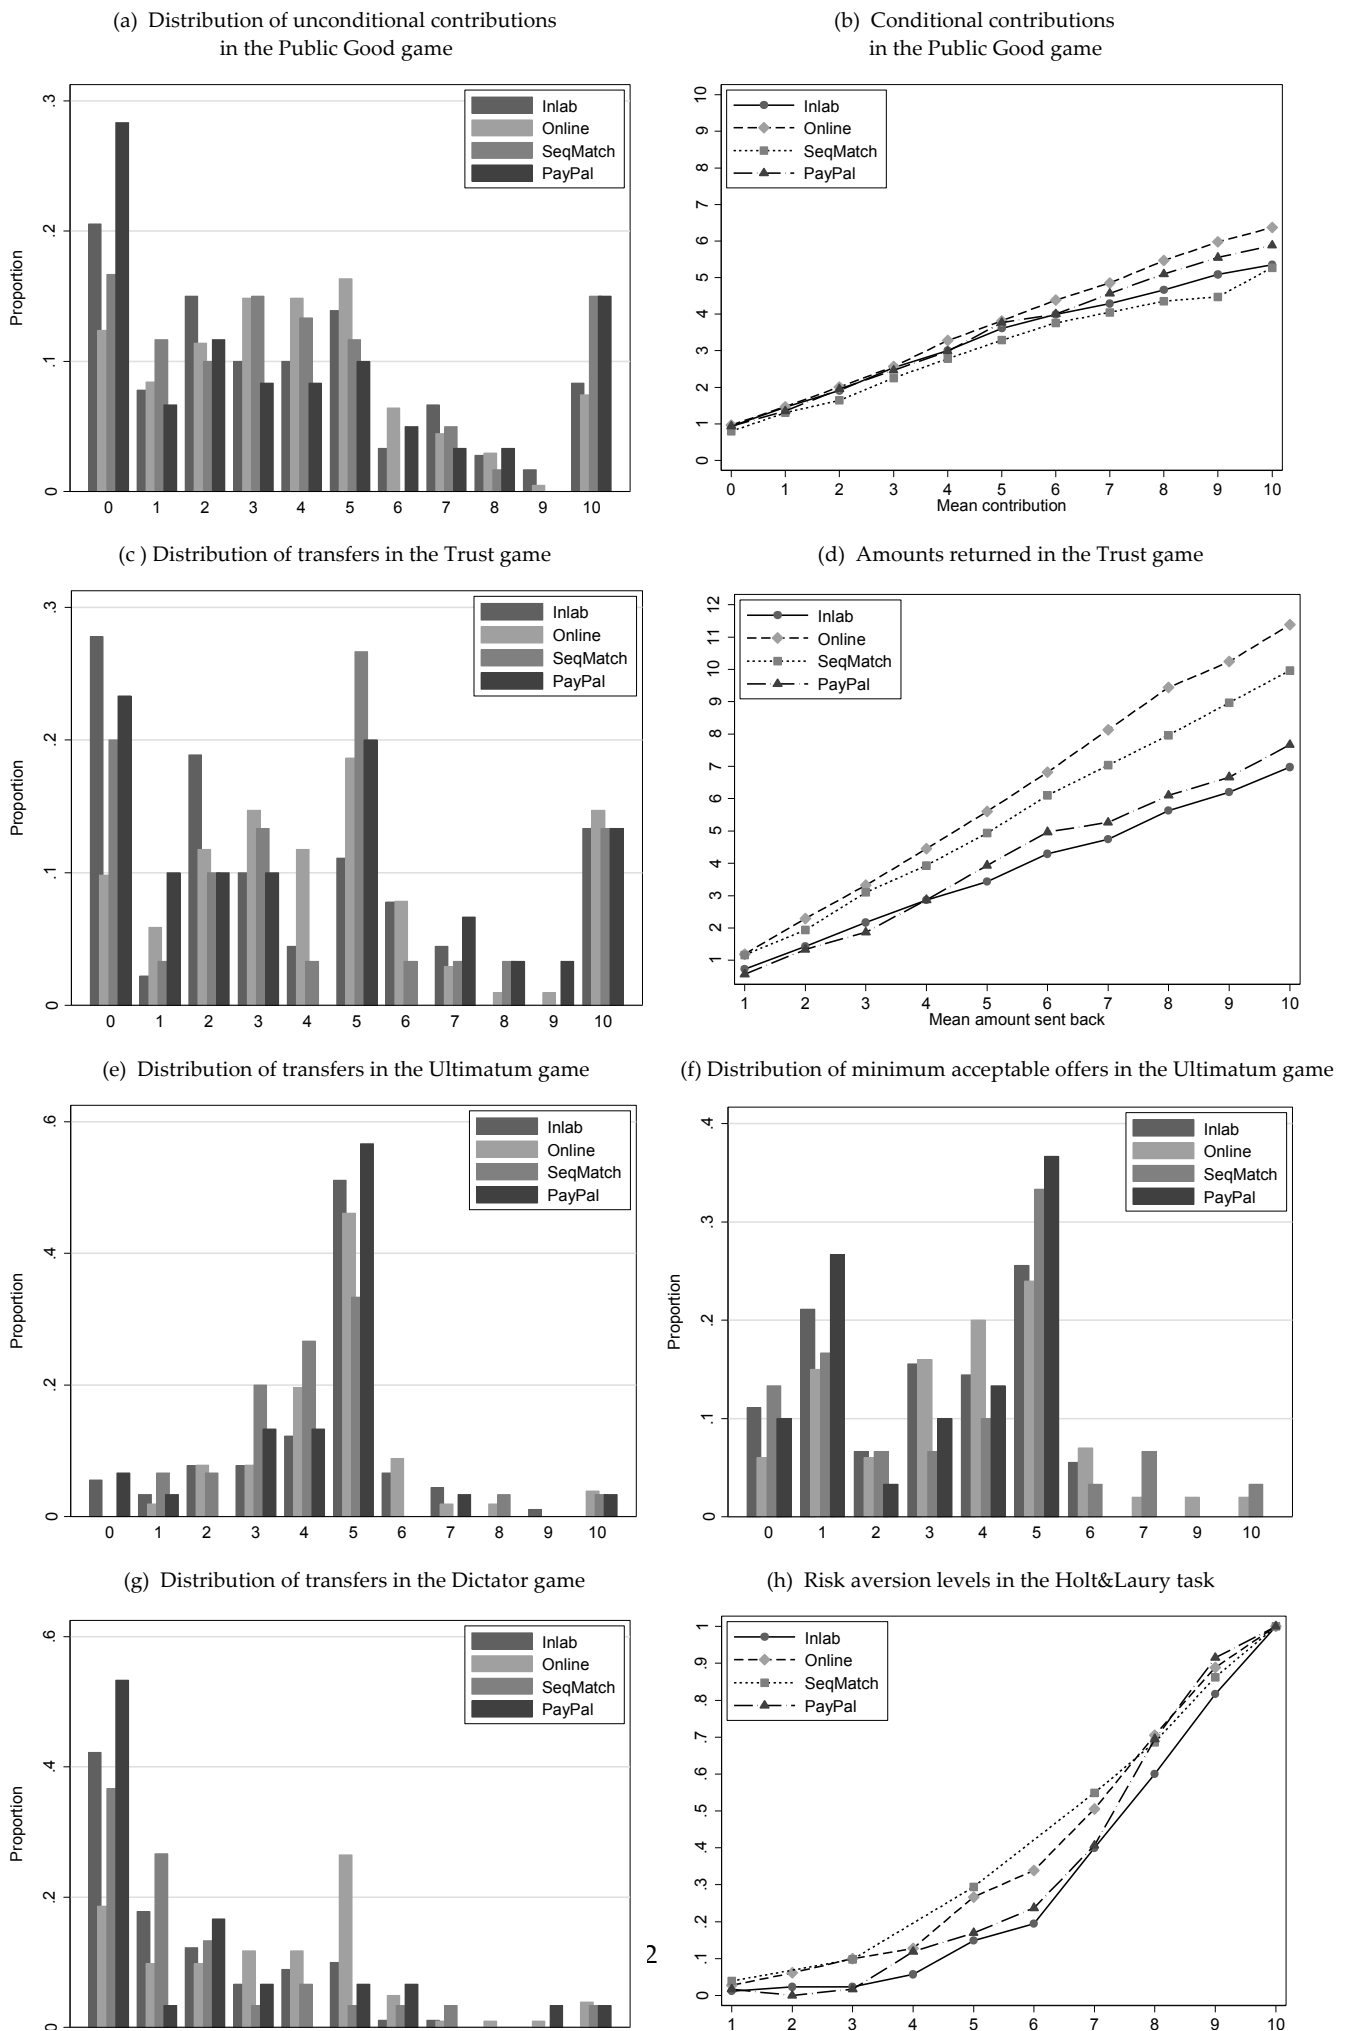 (a) Distribution of unconditional contributions
in the Public Good game
.3
.2
.1
0
Proportion
Inlab
Online
SeqMatch
PayPal
0 1 2 3 4 5 6 7 8 9 10
(b) Conditional contributions
in the Public Good game
10
9
8
7
6
5
4
3
2
1
0
Inlab
Online
SeqMatch
PayPal
0 1 2 3 4 5 6 7 8 9 10
Mean contribution
(c ) Distribution of transfers in the Trust game
.3
.2
.1
0
Proportion
Inlab
Online
SeqMatch
PayPal
0 1 2 3 4 5 6 7 8 9 10
(d) Amounts returned in the Trust game
12
11
10
9
8
7
6
5
4
3
2
1
Inlab
Online
SeqMatch
PayPal
1 2 3 4 5 6 7 8 9 10
Mean amount sent back
(e) Distribution of transfers in the Ultimatum game
.6
.4
.2
0
Proportion
Inlab
Online
SeqMatch
PayPal
0 1 2 3 4 5 6 7 8 9 10
(f) Distribution of minimum acceptable offers in the Ultimatum game
.4
.3
.2
.1
0
Proportion
Inlab
Online
SeqMatch
PayPal
0 1 2 3 4 5 6 7 9 10
(g) Distribution of transfers in the Dictator game
.6
.4
.2
0
Proportion
Inlab
Online
SeqMatch
PayPal
(h) Risk aversion levels in the Holt&Laury task
1
.9
.8
.7
.6
.5
.4
.3
.2
.1
0
Inlab
Online
SeqMatch
PayPal
1 2 3 4 5 6 7 8 9 10
2